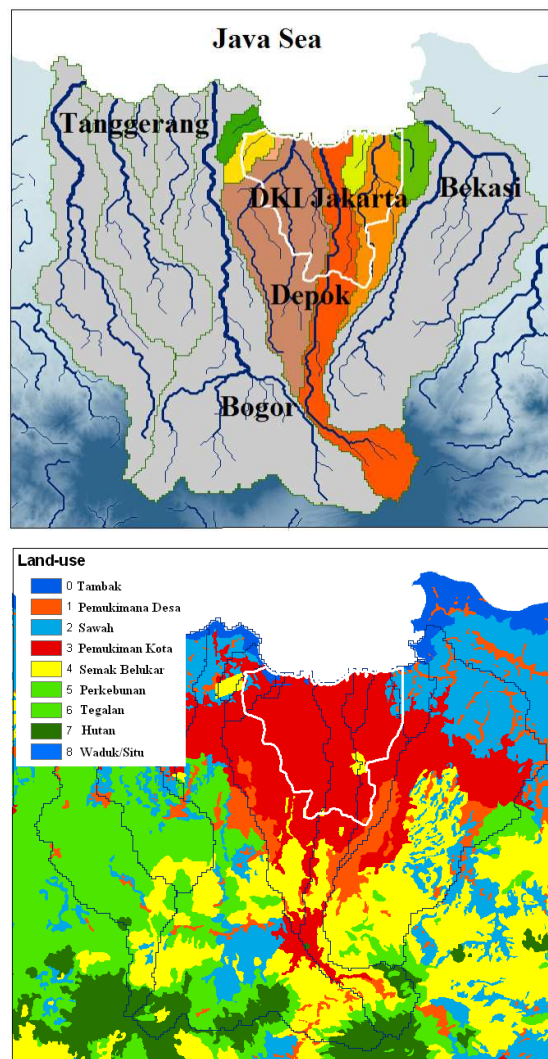 Java Sea
Tanggerang
DKI Jakarta
Bekasi
Depok
Bogor
Land-use
0 Tambak
1 Pemukimana Desa
2 Sawah
3 Pemukiman Kota
4 Semak Belukar
5 Perkebunan
6 Tegalan
7 Hutan
8 Waduk/Situ